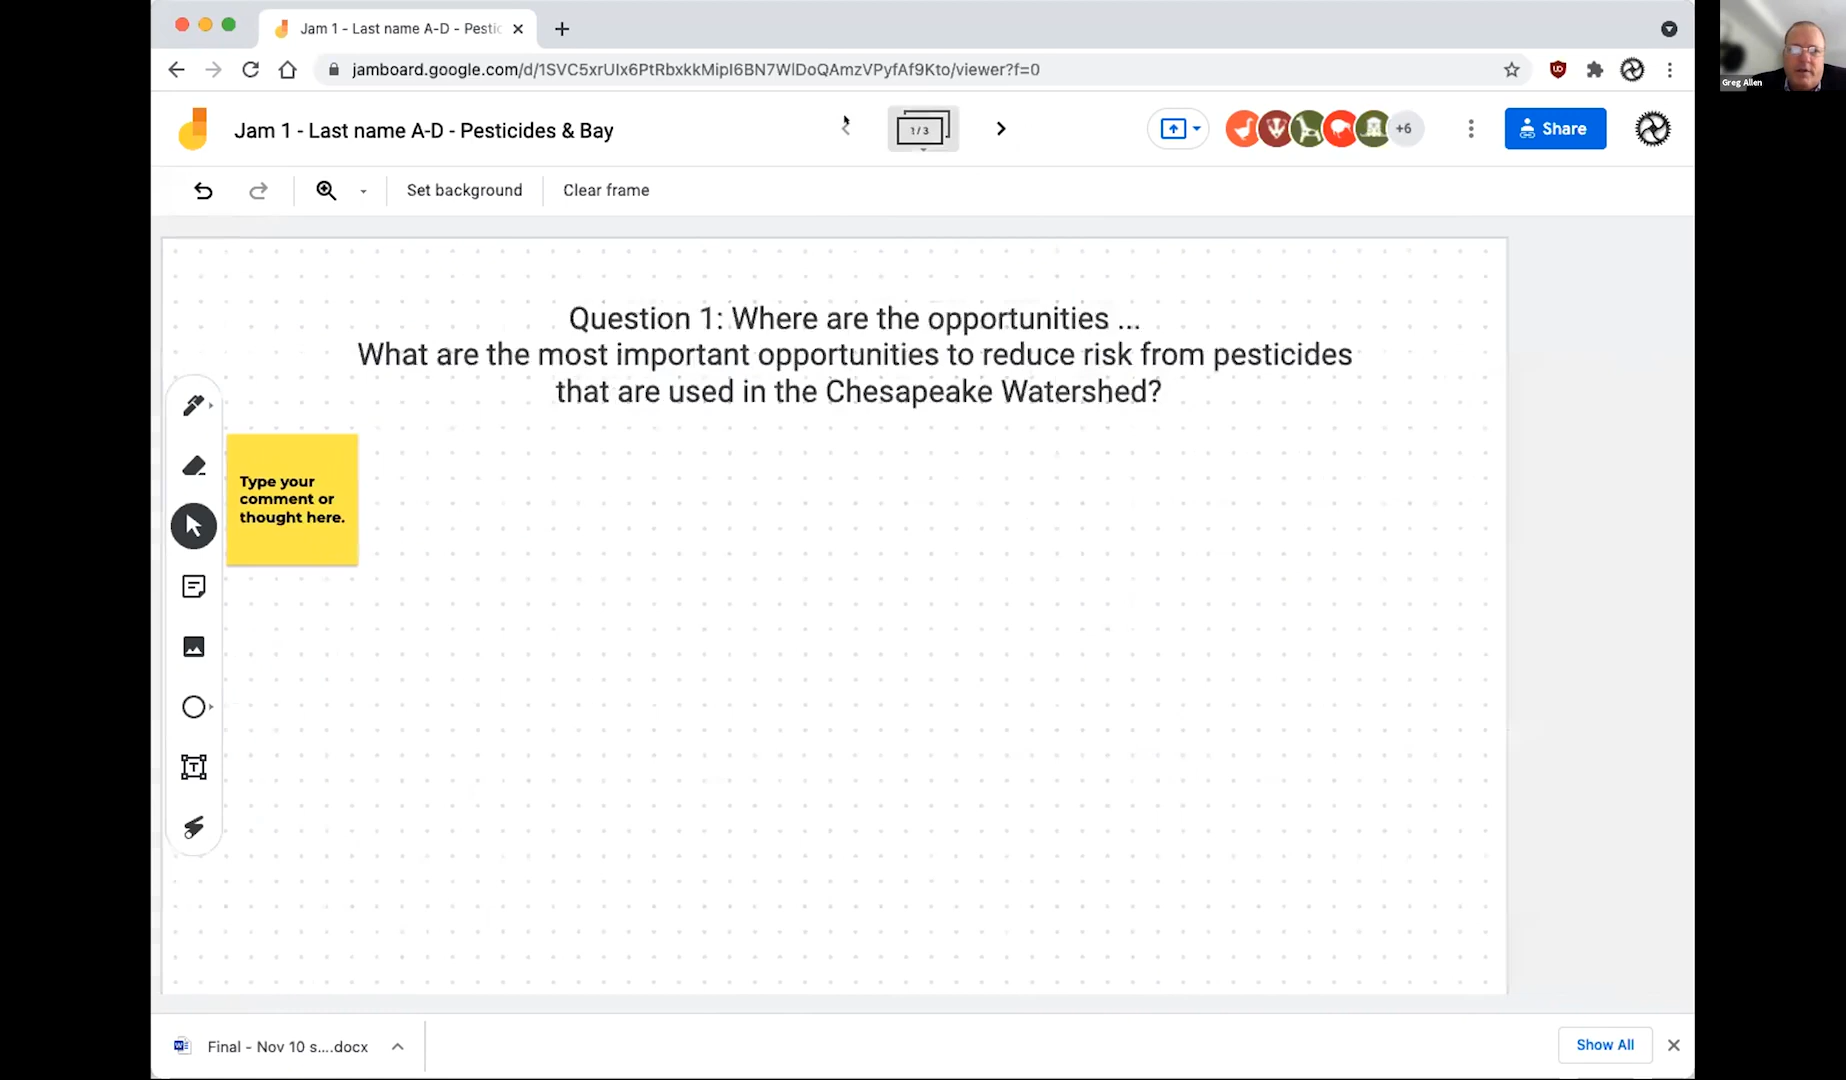 Jam 1 - Last name A-D - Pestic
jamboard.google.com/d/1SVC5xrUIx6PtRbxkkMipI6BN7WlDoQAmzVPyfAf9Kto/viewer?f=0
Jam 1 - Last name A-D - Pesticides & Bay
1/3
+6
Share
Set background
Clear frame
Question 1: Where are the opportunities ...
What are the most important opportunities to reduce risk from pesticides
that are used in the Chesapeake Watershed?
Type your
comment or
thought here.
Final - Nov 10 s....docx
Show All
Greg Allen